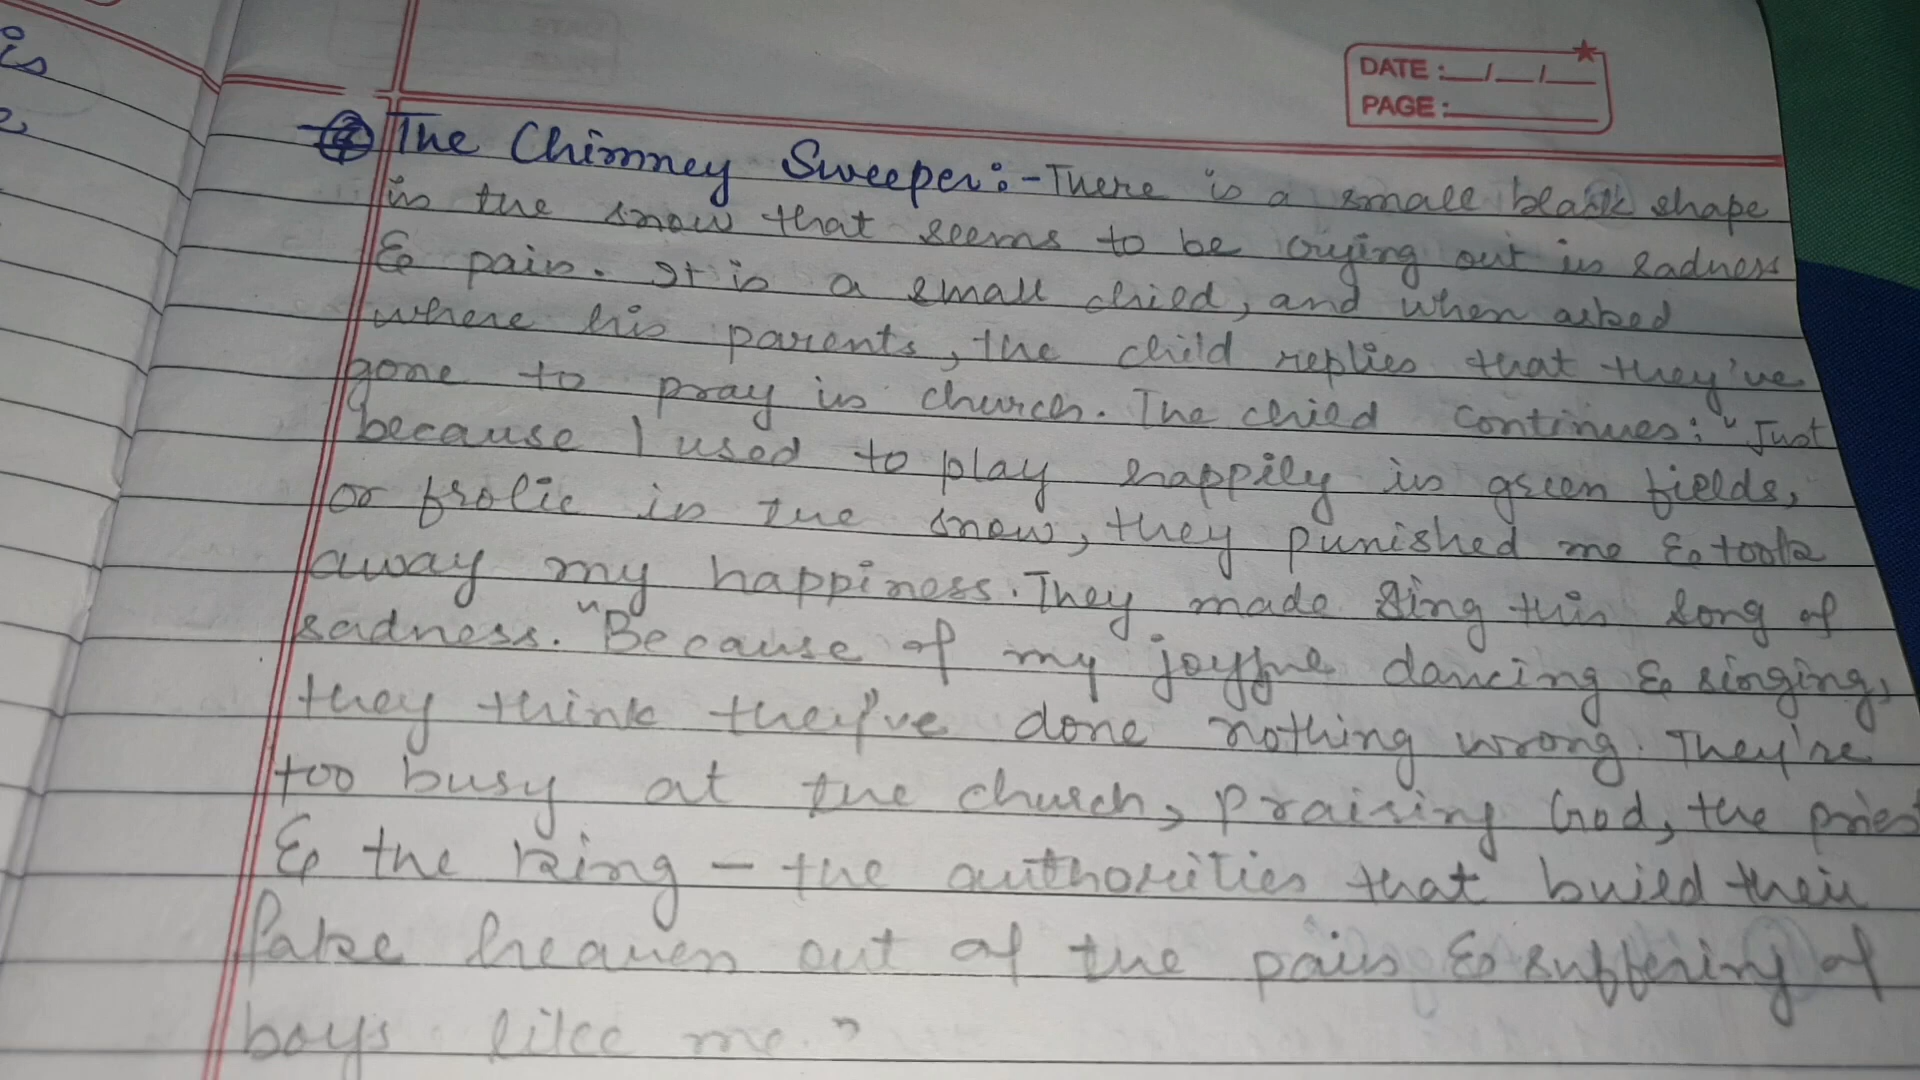 is
DATE: __/__/__
PAGE:
The Chimney Sweeper:- There is a small black shape
in the snow that seems to be crying out in sadness
& pain. It is a small child, and when asked
where his parents, the child replies that they've
gone to pray in church. The child continues: "Just
because I used to play happily in green fields,
or frolic in the snow, they punished me & took
away my happiness. They made sing this song of
sadness. "Because of my dancing & singing,
they think they've done nothing wrong. They're
too busy at the church, praising God, the pries
& the king - the authorities that build their
fake heaven out of the pain & suffering of
boys like me."